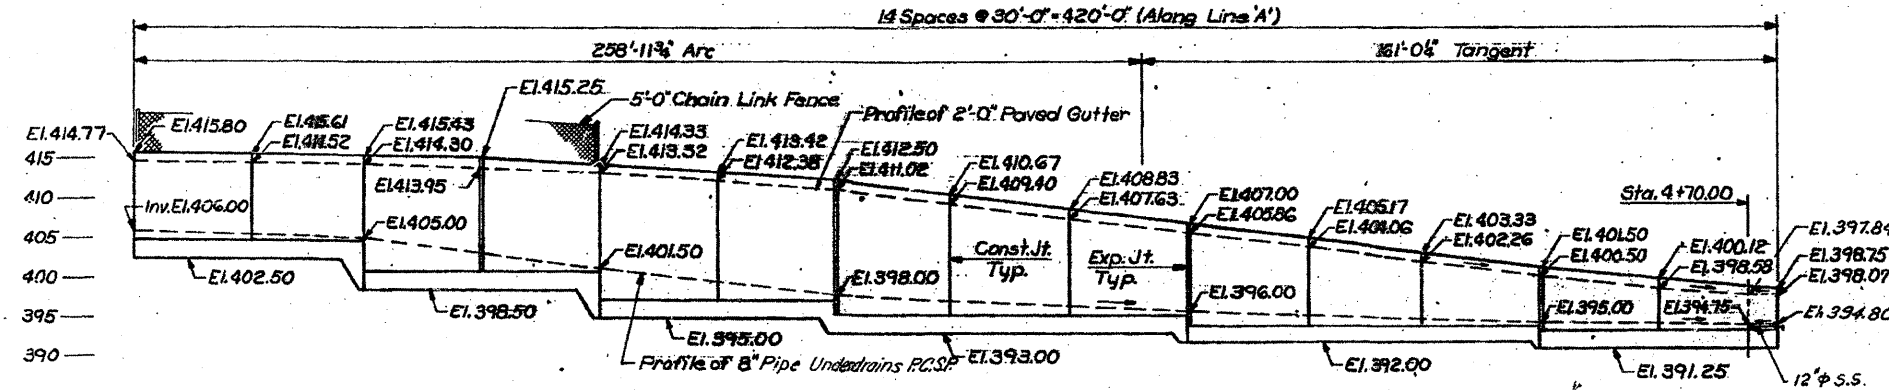 14 Spaces @ 30'-0" = 420'-0" (Along Line 'A')
258'-11¾" Arc
161'-0¼" Tangent
El.415.25
5'-0" Chain Link Fence
Profile of 2'-0" Paved Gutter
El.414.77
El.415.80
El.415.61
El.414.52
El.415.43
El.414.30
El.413.95
El.414.33
El.413.32
El.413.42
El.412.38
El.412.50
El.411.02
El.410.67
El.409.40
El.408.83
El.407.63
El.407.00
El.405.86
El.405.17
El.404.06
El.403.33
El.402.26
El.401.50
El.400.50
El.400.12
El.398.58
Sta. 4+70.00
El.397.84
El.398.75
El.398.07
El.394.80
415
410
405
400
395
390
Inv. El.406.00
El.405.00
El.401.50
El.398.00
Const. Jt.
Typ.
Exp. Jt.
Typ.
El.396.00
El.395.00
El.394.75
El.402.50
El.398.50
El.395.00
El.393.00
El.392.00
El.391.25
Profile of 8" Pipe Underdrains P.C.S.P.
12" φ S.S.